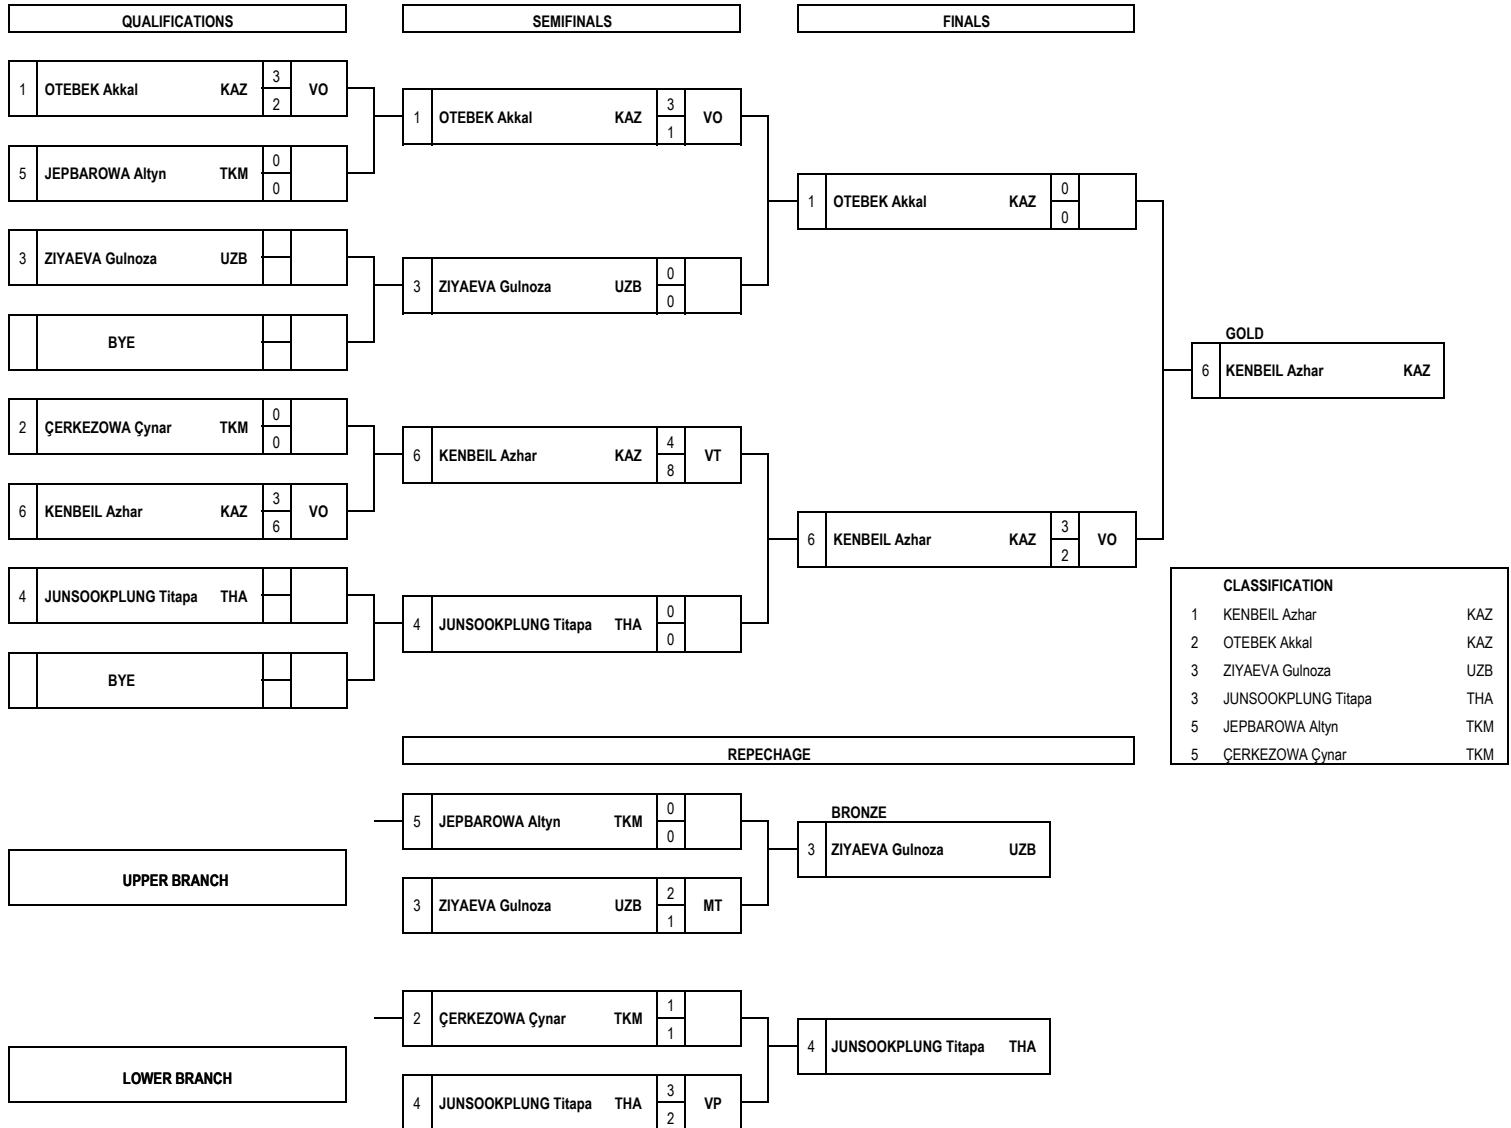 QUALIFICATIONS
SEMIFINALS
FINALS
1 OTEBEK Akkal KAZ 3 2 VO
5 JEPBAROWA Altyn TKM 0 0
3 ZIYAEVA Gulnoza UZB
BYE
2 ÇERKEZOWA Çynar TKM 0 0
6 KENBEIL Azhar KAZ 3 6 VO
4 JUNSOOKPLUNG Titapa THA
BYE
1 OTEBEK Akkal KAZ 3 1 VO
3 ZIYAEVA Gulnoza UZB 0 0
6 KENBEIL Azhar KAZ 4 8 VT
4 JUNSOOKPLUNG Titapa THA 0 0
1 OTEBEK Akkal KAZ 0 0
6 KENBEIL Azhar KAZ 3 2 VO
GOLD
6 KENBEIL Azhar KAZ
CLASSIFICATION
1 KENBEIL Azhar KAZ
2 OTEBEK Akkal KAZ
3 ZIYAEVA Gulnoza UZB
3 JUNSOOKPLUNG Titapa THA
5 JEPBAROWA Altyn TKM
5 ÇERKEZOWA Çynar TKM
REPECHAGE
UPPER BRANCH
5 JEPBAROWA Altyn TKM 0 0
3 ZIYAEVA Gulnoza UZB 2 1 MT
BRONZE
3 ZIYAEVA Gulnoza UZB
LOWER BRANCH
2 ÇERKEZOWA Çynar TKM 1 1
4 JUNSOOKPLUNG Titapa THA 3 2 VP
4 JUNSOOKPLUNG Titapa THA